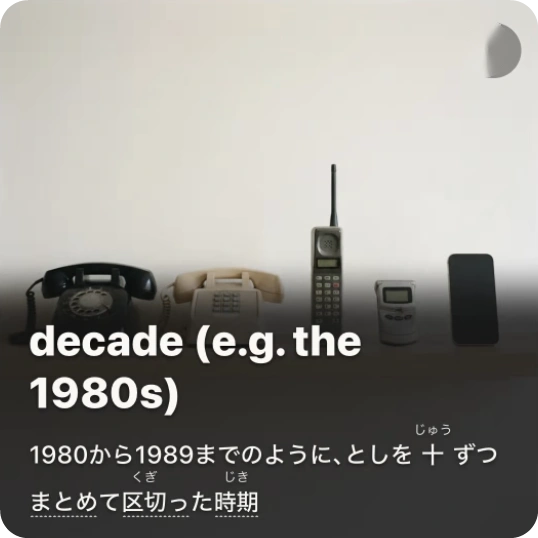 decade (e.g. the
1980s)
じゅう
1980から1989までのように、としを 十 ずつ
くぎ じき
まとめて区切った時期